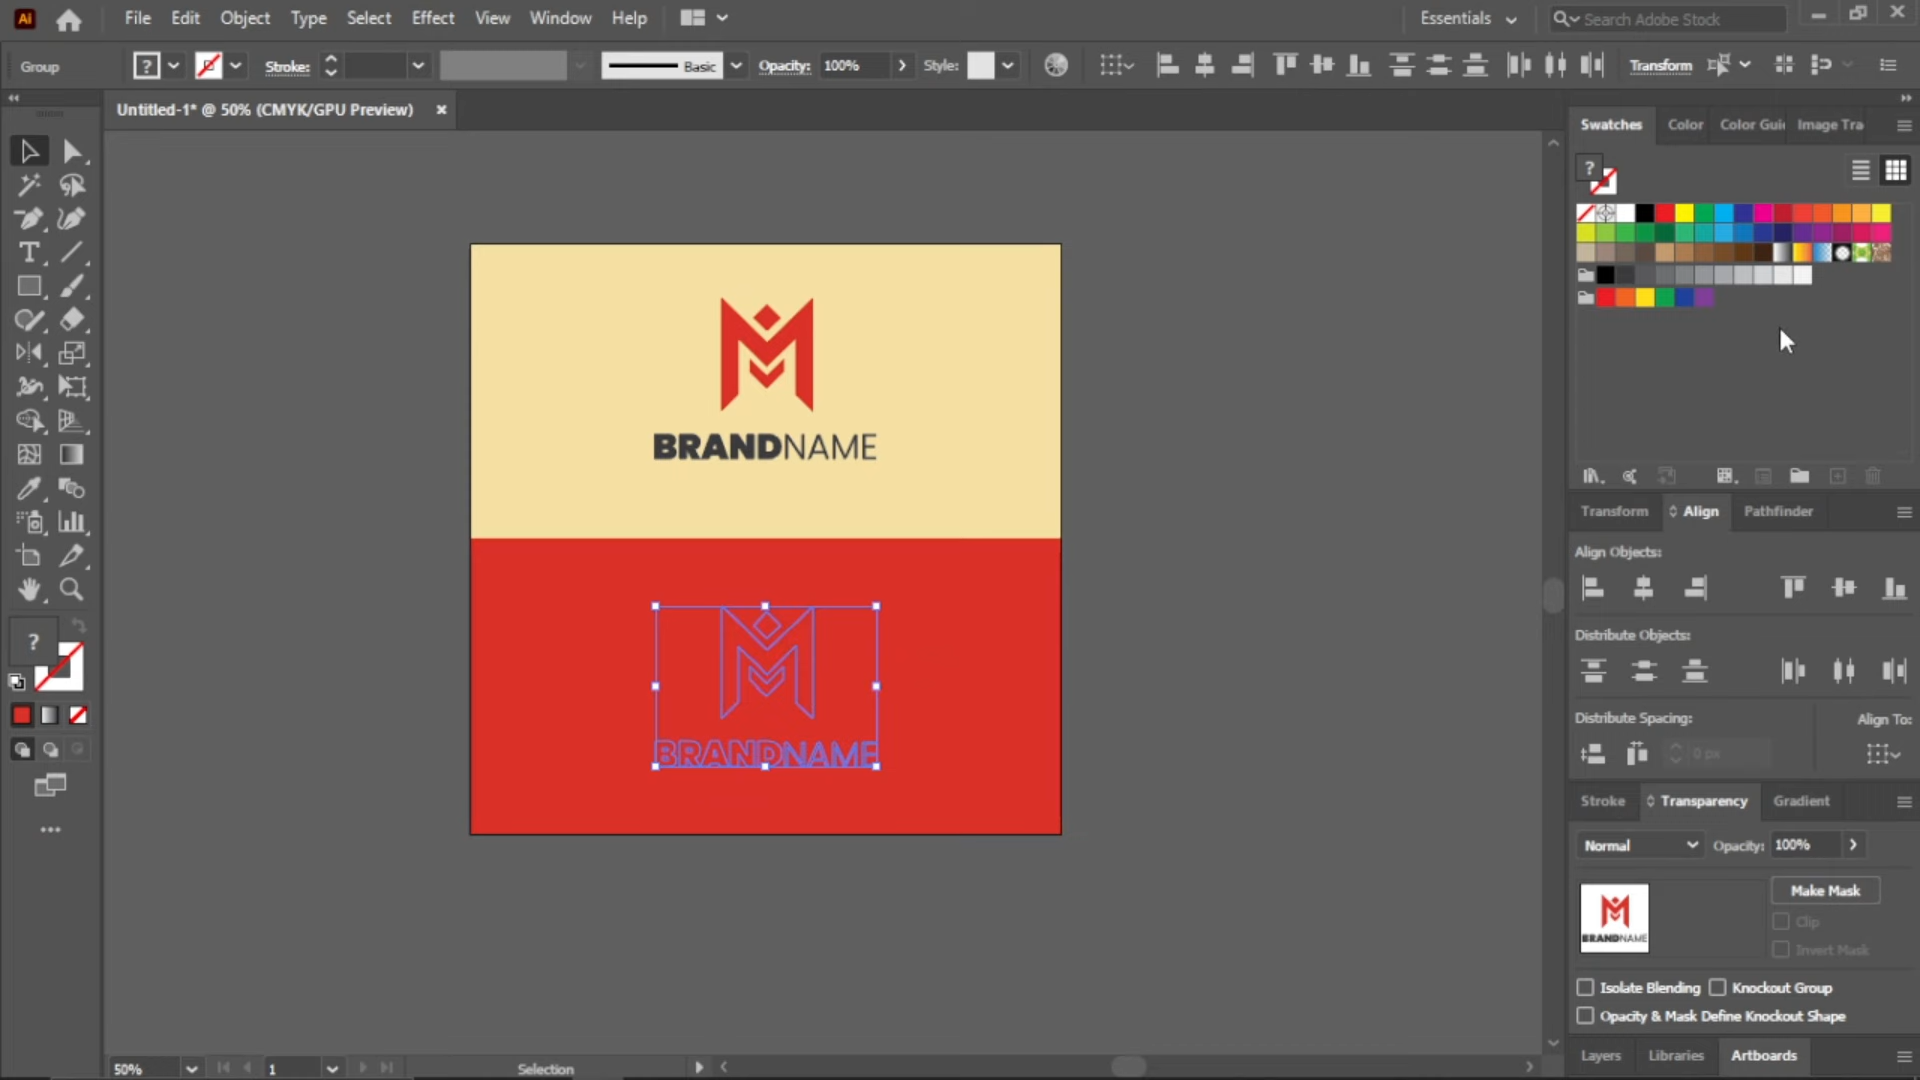 Ai File Edit Object Type Select Effect View Window Help Essentials Search Adobe Stock
Group ? Stroke: Basic Opacity: 100% Style: Transform
Untitled-1* @ 50% (CMYK/GPU Preview)
Swatches Color Color Guid Image Tra
?
BRANDNAME
BRANDNAME
?
Transform Align Pathfinder
Align Objects:
Distribute Objects:
Distribute Spacing: Align To:
0 px
Stroke Transparency Gradient
Normal Opacity: 100%
Make Mask
Clip
Invert Mask
BRANDNAME
Isolate Blending Knockout Group
Opacity & Mask Define Knockout Shape
Layers Libraries Artboards
50% 1 Selection